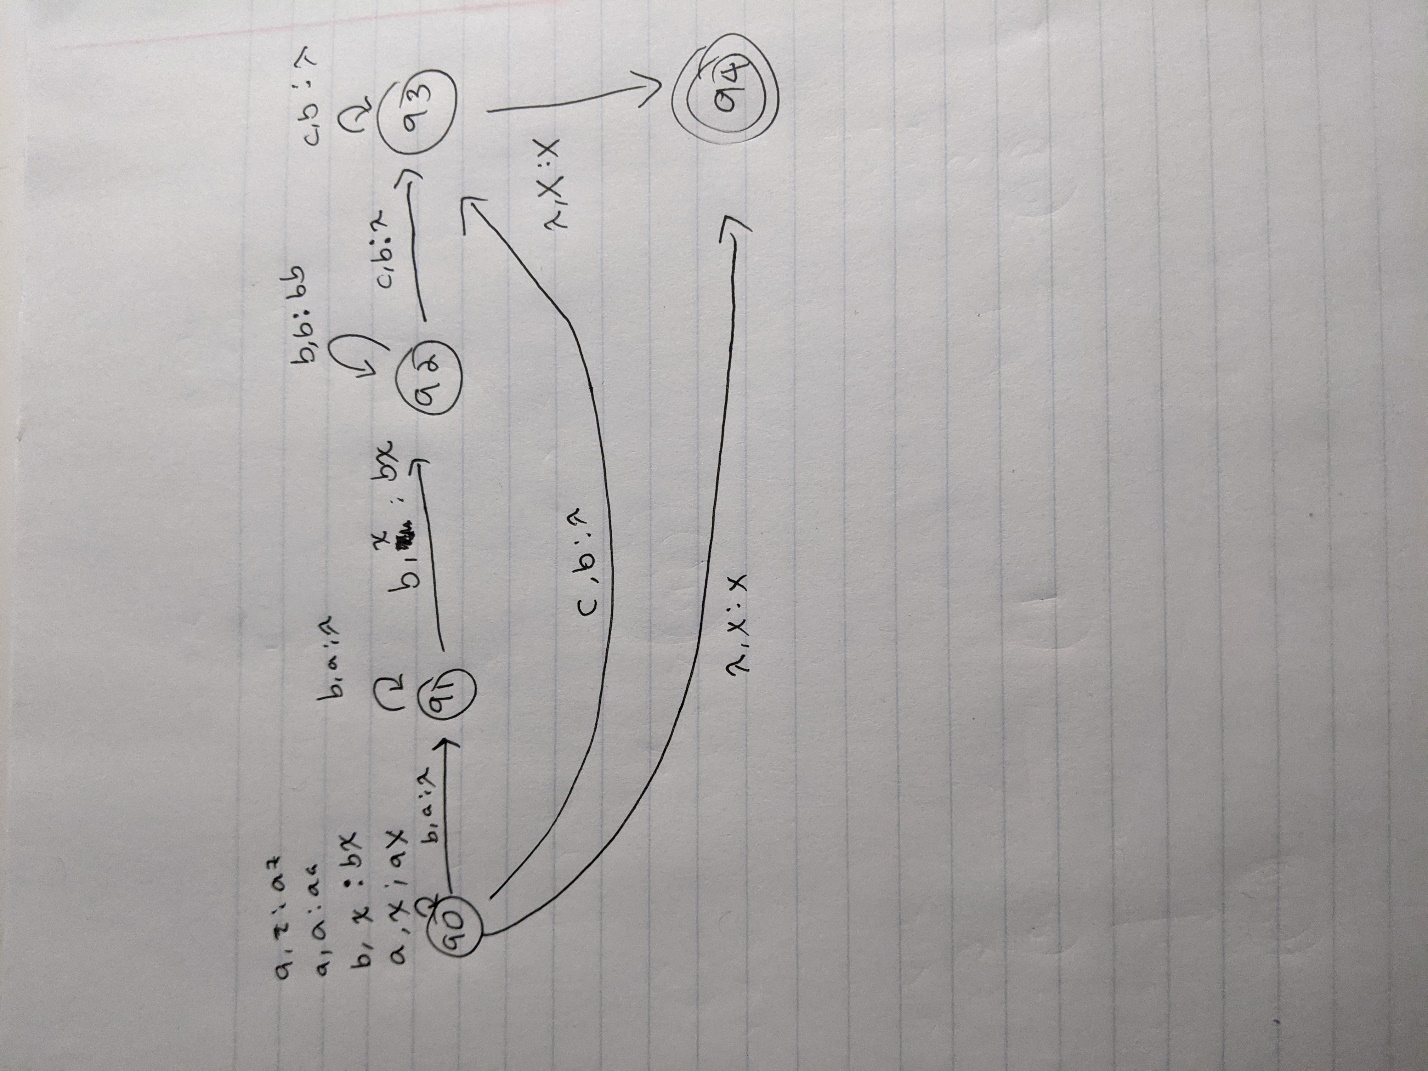 a, z : az
a, a : aa
b, x : bx
a, x ; ax
q0
b, a : λ
b, a : λ
q1
b, x : bx
b, b : bb
q2
c, b : λ
c, b : λ
q3
c, b : λ
λ, x : x
λ, x : x
q4